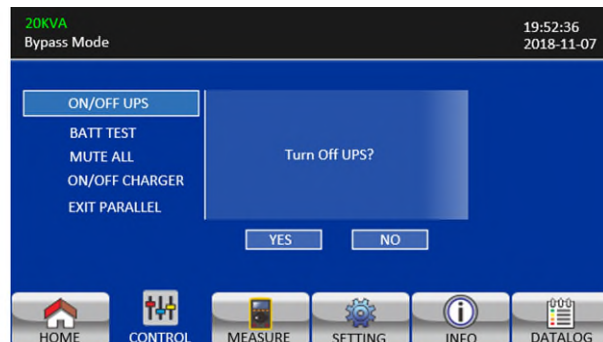 20KVA
19:52:36
Bypass Mode
2018-11-07
ON/OFF UPS
BATT TEST
MUTE ALL
Turn Off UPS?
ON/OFF CHARGER
EXIT PARALLEL
YES
NO
HOME
CONTROL
MEASURE
SETTING
INFO
DATALOG